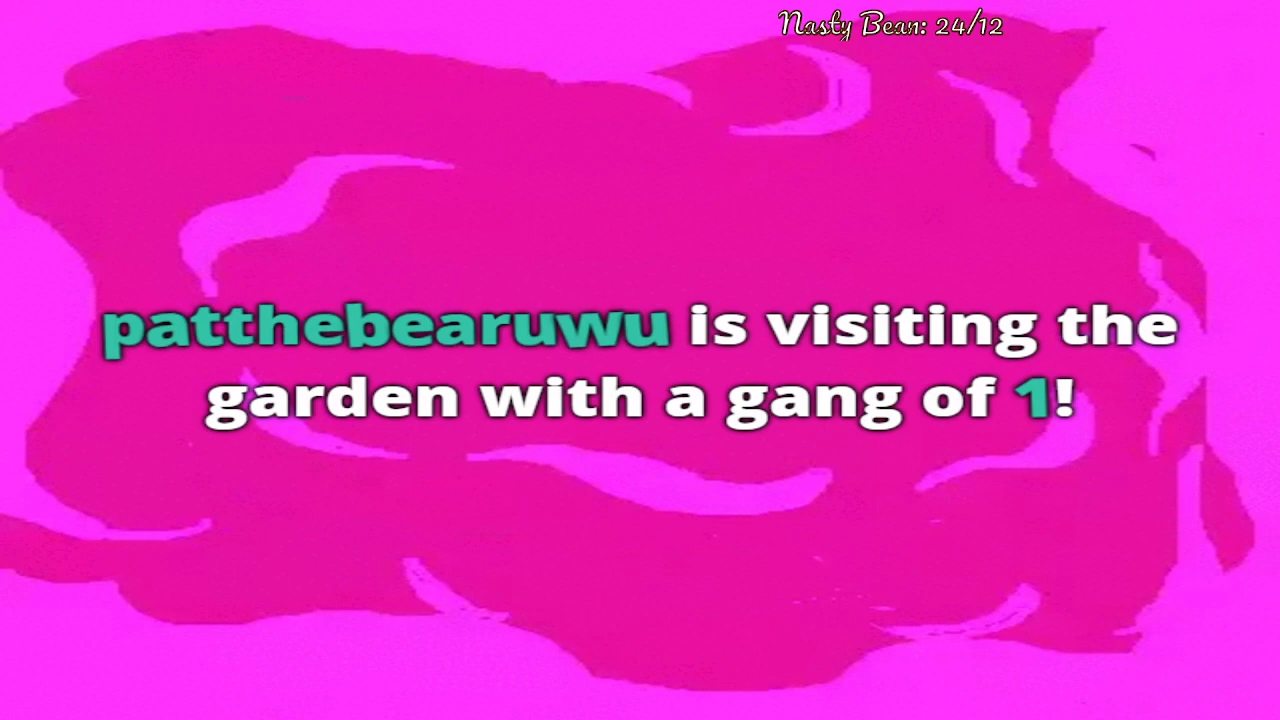 Nasty Bean: 24/12
patthebearuwu is visiting the
garden with a gang of 1!